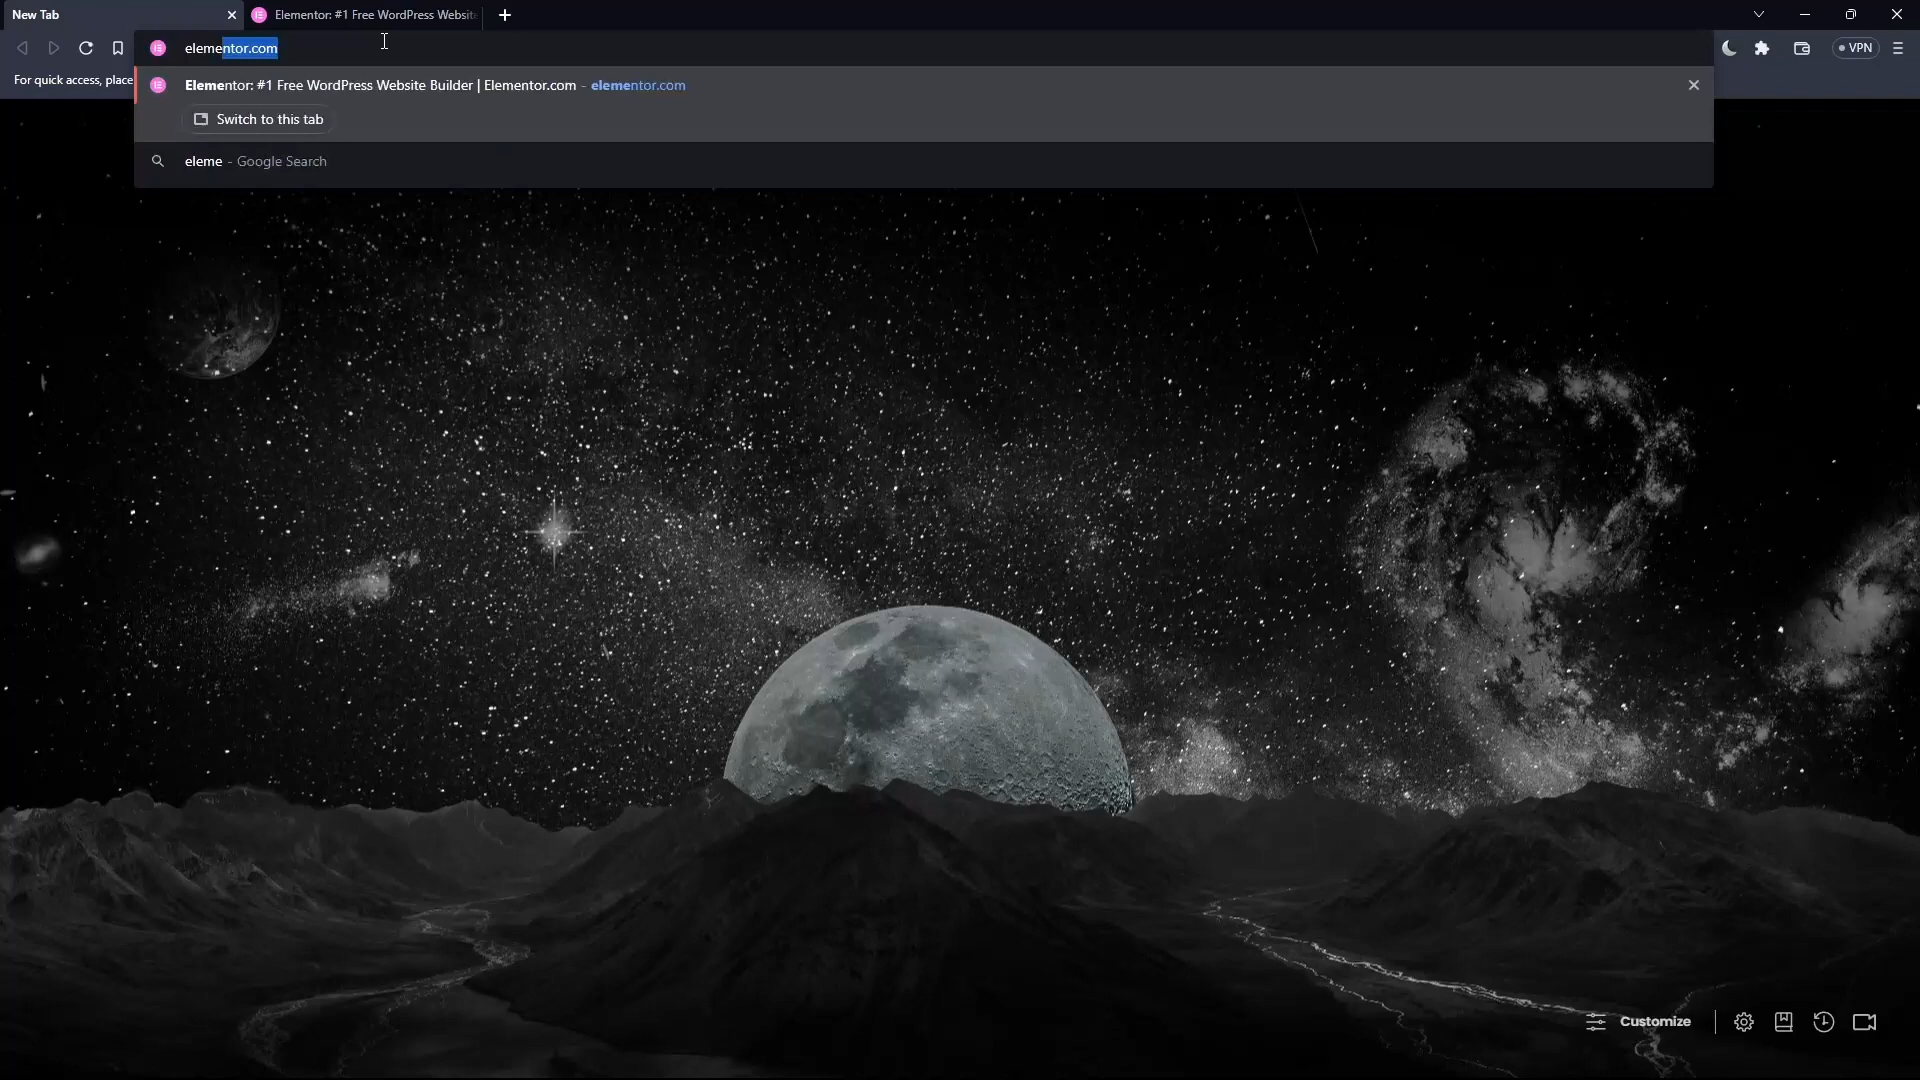 New Tab
Elementor: #1 Free WordPress Website
elementor.com
VPN
For quick access, place
Elementor: #1 Free WordPress Website Builder | Elementor.com - elementor.com
Switch to this tab
eleme - Google Search
Customize